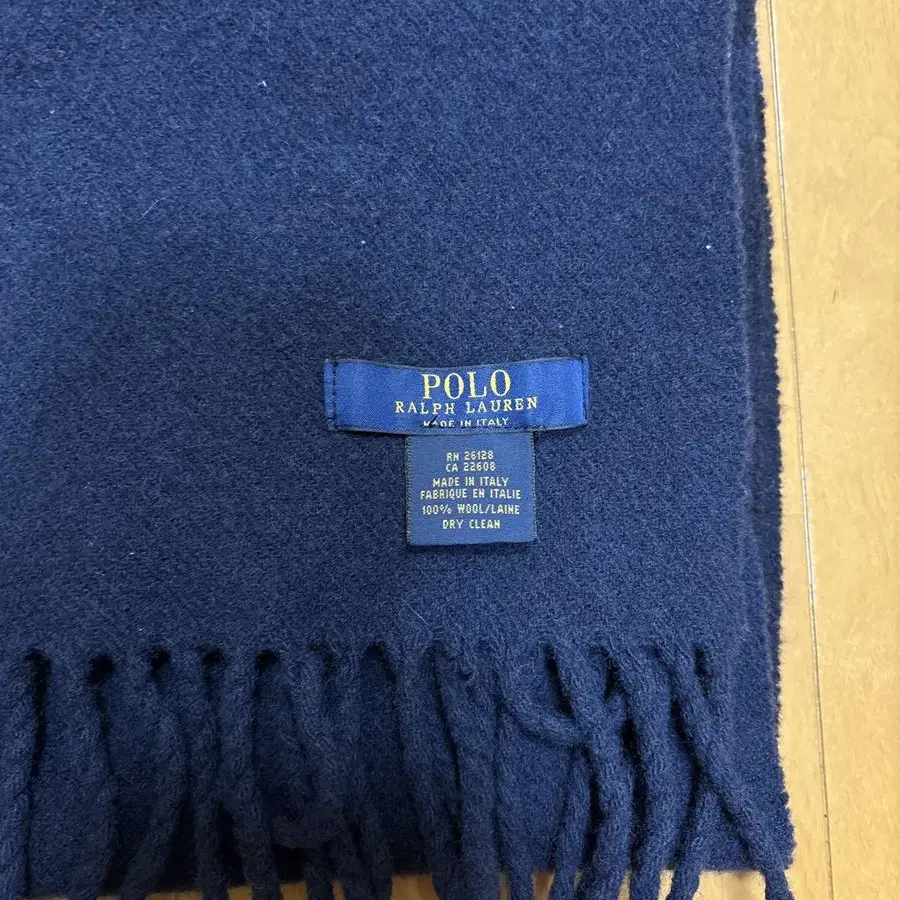 POLO
RALPH LAUREN
MADE IN ITALY
RN 26128
CA 22608
MADE IN ITALY
FABRIQUE EN ITALIE
100% WOOL/LAINE
DRY CLEAN